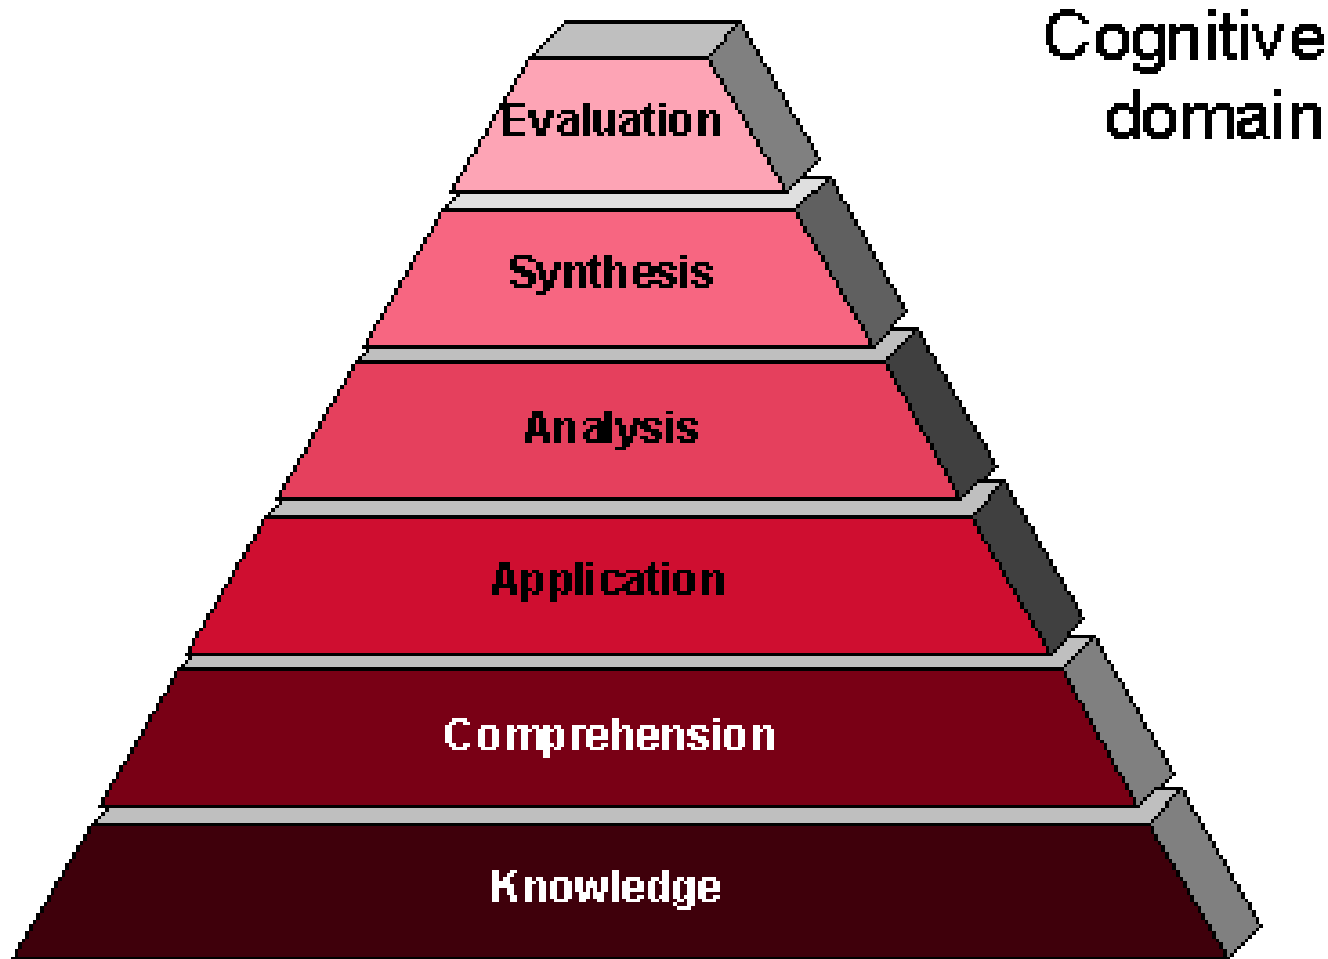 Cognitive
domain
Evaluation
Synthesis
Analysis
Application
Comprehension
Knowledge